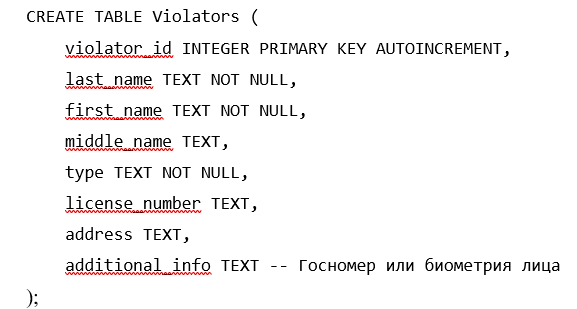 CREATE TABLE Violators (
violator_id INTEGER PRIMARY KEY AUTOINCREMENT,
last_name TEXT NOT NULL,
first_name TEXT NOT NULL,
middle_name TEXT,
type TEXT NOT NULL,
license_number TEXT,
address TEXT,
additional_info TEXT -- Госномер или биометрия лица
);